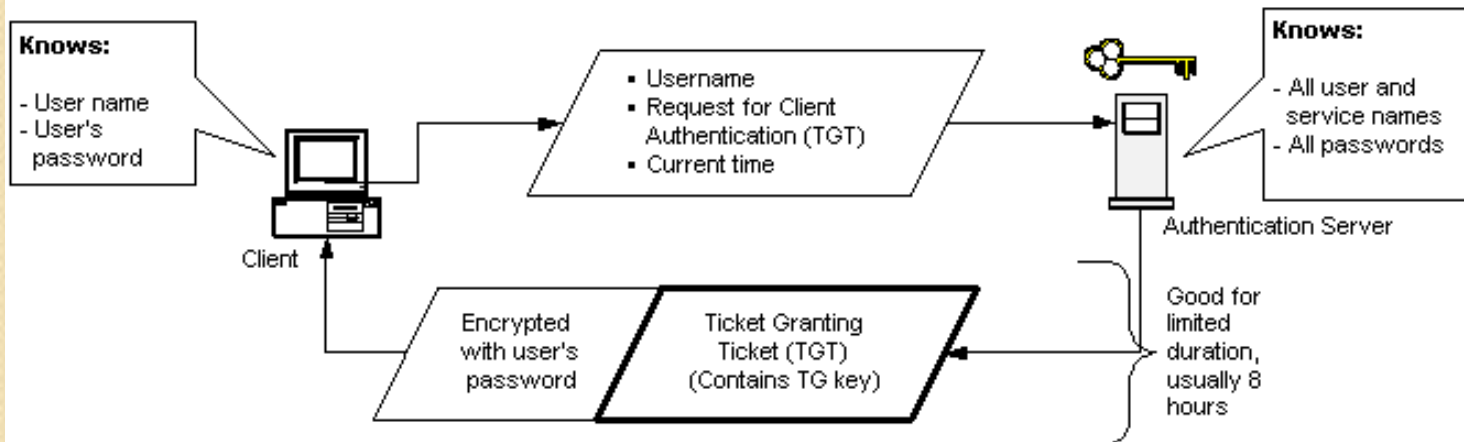 Knows:
- User name
- User's
password
▪ Username
▪ Request for Client
Authentication (TGT)
▪ Current time
Knows:
- All user and
service names
- All passwords
Client
Authentication Server
Encrypted
with user's
password
Ticket Granting
Ticket (TGT)
(Contains TG key)
Good for
limited
duration,
usually 8
hours